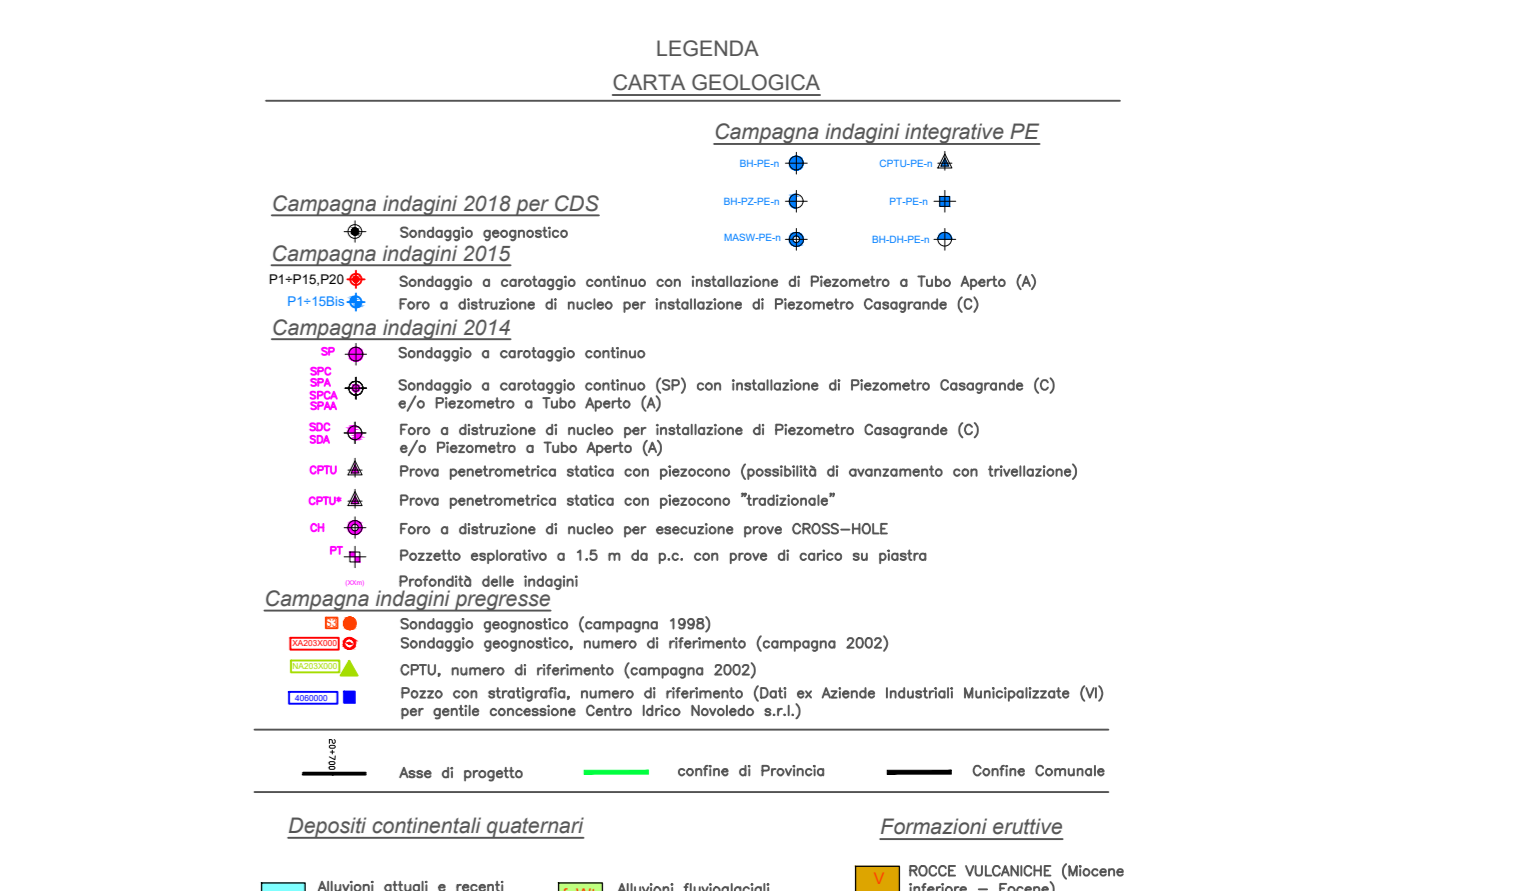 LEGENDA
CARTA GEOLOGICA
Campagna indagini integrative PE
BH-PE-n
CPTU-PE-n
BH-PZ-PE-n
PT-PE-n
MASW-PE-n
BH-DH-PE-n
Campagna indagini 2018 per CDS
Sondaggio geognostico
Campagna indagini 2015
P1÷P15,P20 Sondaggio a carotaggio continuo con installazione di Piezometro a Tubo Aperto (A)
P1÷15Bis Foro a distruzione di nucleo per installazione di Piezometro Casagrande (C)
Campagna indagini 2014
SP Sondaggio a carotaggio continuo
SPC
SPA
SPCA
SPAA
Sondaggio a carotaggio continuo (SP) con installazione di Piezometro Casagrande (C)
e/o Piezometro a Tubo Aperto (A)
SDC
SDA
Foro a distruzione di nucleo per installazione di Piezometro Casagrande (C)
e/o Piezometro a Tubo Aperto (A)
CPTU Prova penetrometrica statica con piezocono (possibilità di avanzamento con trivellazione)
CPTU* Prova penetrometrica statica con piezocono "tradizionale"
CH Foro a distruzione di nucleo per esecuzione prove CROSS-HOLE
PT Pozzetto esplorativo a 1.5 m da p.c. con prove di carico su piastra
(XXm) Profondità delle indagini
Campagna indagini pregresse
Sondaggio geognostico (campagna 1998)
XA203X000 Sondaggio geognostico, numero di riferimento (campagna 2002)
NA203X000 CPTU, numero di riferimento (campagna 2002)
4060000 Pozzo con stratigrafia, numero di riferimento (Dati ex Aziende Industriali Municipalizzate (VI)
per gentile concessione Centro Idrico Novoledo s.r.l.)
20+700
Asse di progetto
confine di Provincia
Confine Comunale
Depositi continentali quaternari
Formazioni eruttive
Alluvioni attuali e recenti
Alluvioni fluvioglaciali
V
ROCCE VULCANICHE (Miocene
inferiore - Eocene)